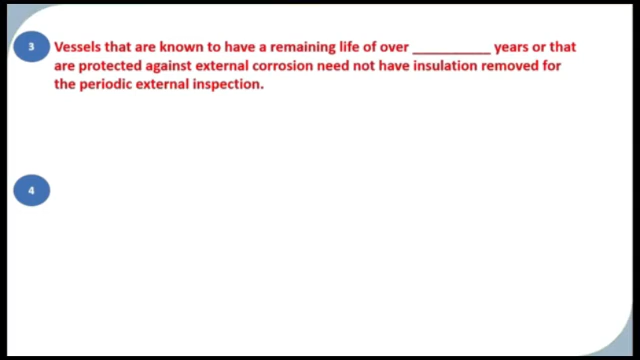 3 Vessels that are known to have a remaining life of over __________ years or that
are protected against external corrosion need not have insulation removed for
the periodic external inspection.
4